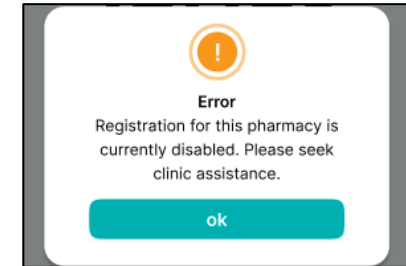 !
Error
Registration for this pharmacy is
currently disabled. Please seek
clinic assistance.
ok